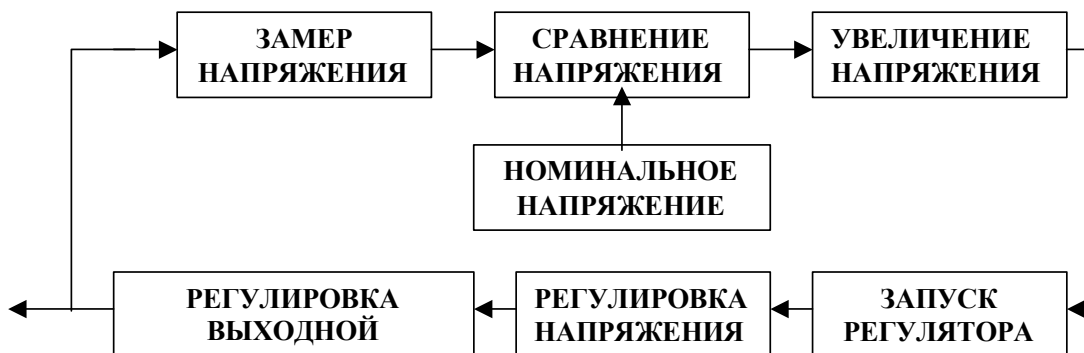 ЗАМЕР
НАПРЯЖЕНИЯ
СРАВНЕНИЕ
НАПРЯЖЕНИЯ
УВЕЛИЧЕНИЕ
НАПРЯЖЕНИЯ
НОМИНАЛЬНОЕ
НАПРЯЖЕНИЕ
РЕГУЛИРОВКА
ВЫХОДНОЙ
РЕГУЛИРОВКА
НАПРЯЖЕНИЯ
ЗАПУСК
РЕГУЛЯТОРА